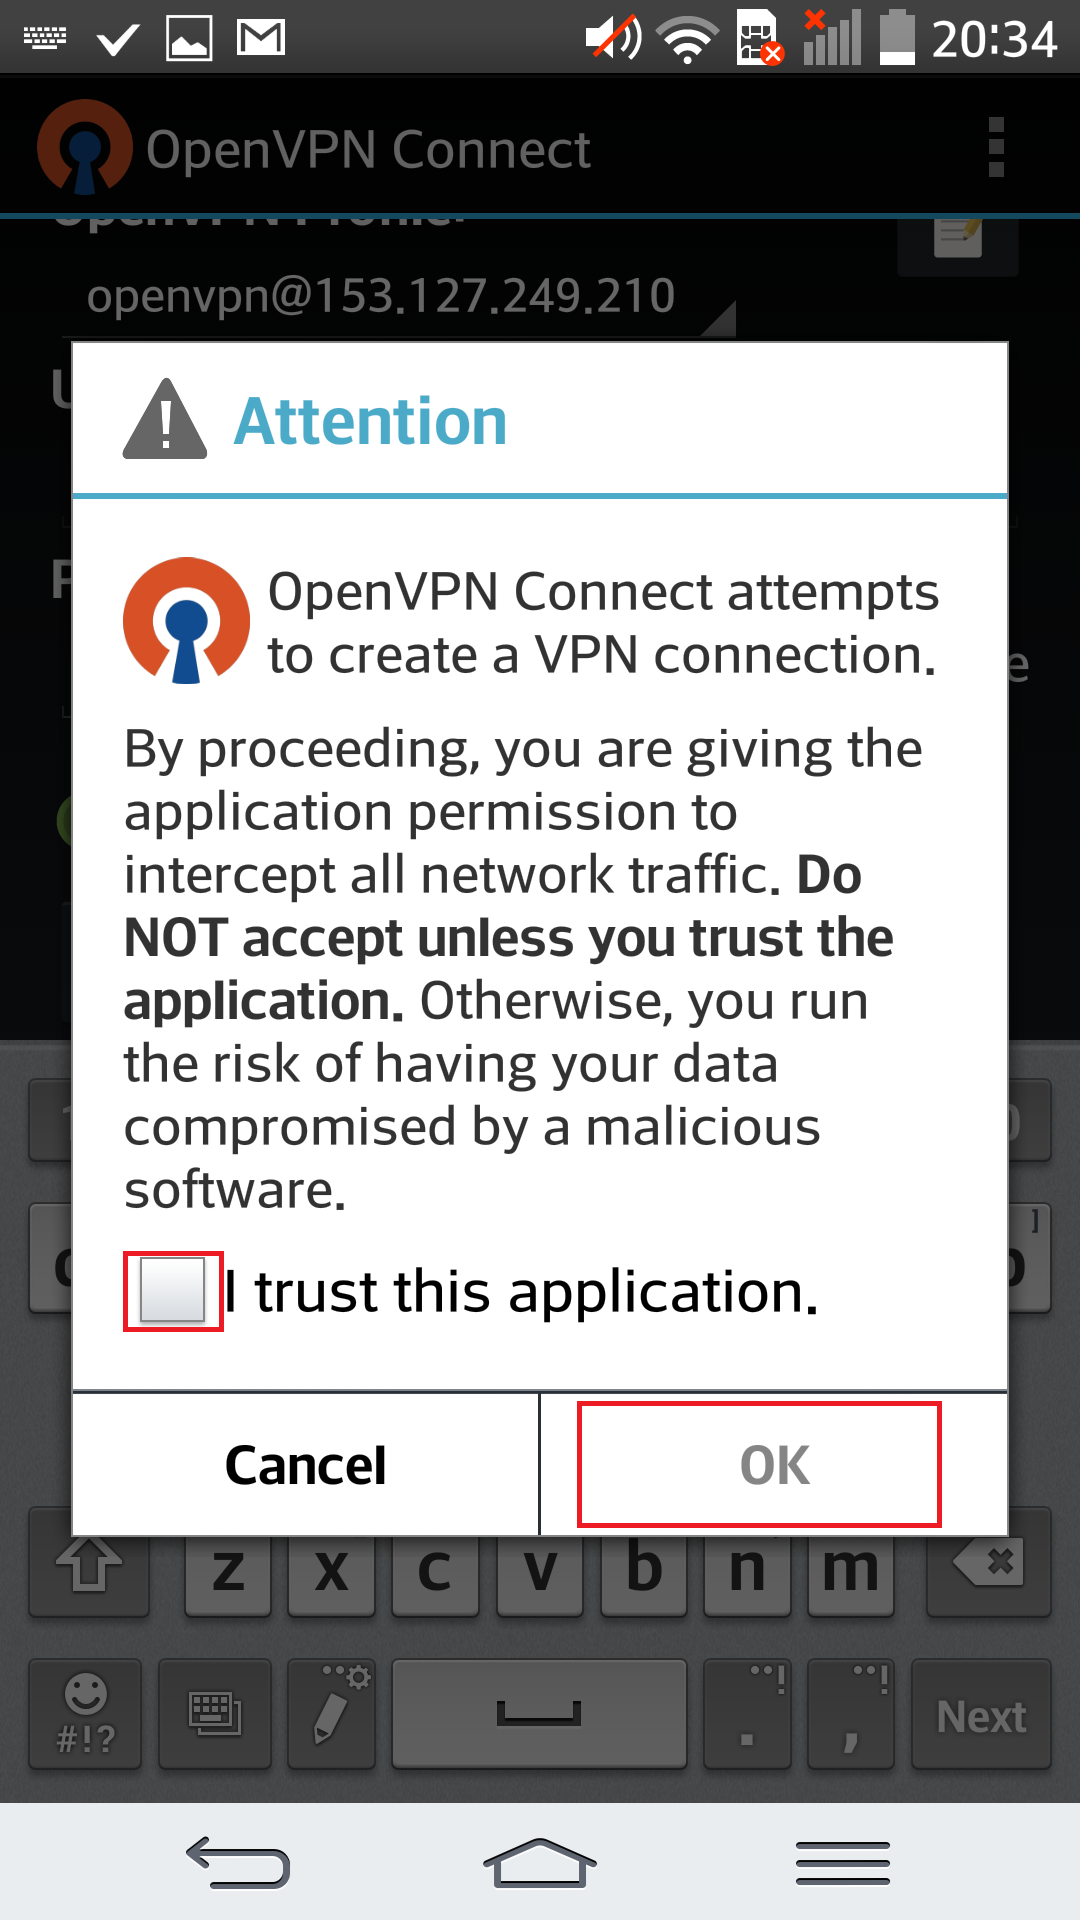 20:34
OpenVPN Connect
OpenVPN Profile:
openvpn@153.127.249.210
Attention
OpenVPN Connect attempts
to create a VPN connection.
By proceeding, you are giving the
application permission to
intercept all network traffic. Do
NOT accept unless you trust the
application. Otherwise, you run
the risk of having your data
compromised by a malicious
software.
I trust this application.
Cancel OK
z x c v b n m
#!? . , Next